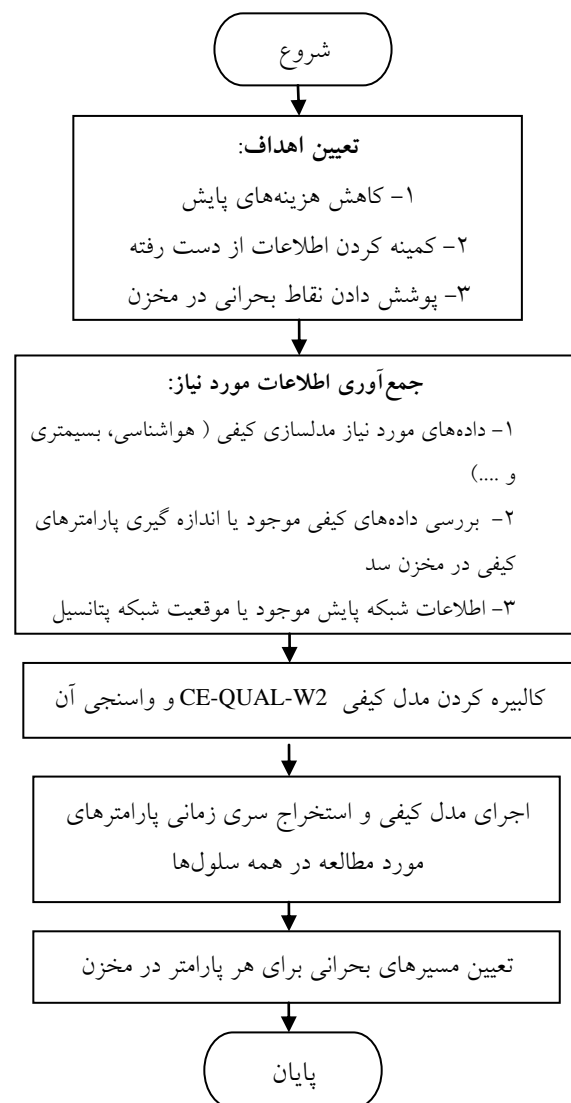 شروع
تعیین اهداف:
۱- کاهش هزینه‌های پایش
۲- کمینه کردن اطلاعات از دست رفته
۳- پوشش دادن نقاط بحرانی در مخزن
جمع‌آوری اطلاعات مورد نیاز:
۱- داده‌های مورد نیاز مدلسازی کیفی ( هواشناسی، بسیمتری
و ....)
۲- بررسی داده‌های کیفی موجود یا اندازه گیری پارامترهای
کیفی در مخزن سد
۳- اطلاعات شبکه پایش موجود یا موقعیت شبکه پتانسیل
کالیبره کردن مدل کیفی CE-QUAL-W2 و واسنجی آن
اجرای مدل کیفی و استخراج سری زمانی پارامترهای
مورد مطالعه در همه سلول‌ها
تعیین مسیرهای بحرانی برای هر پارامتر در مخزن
پایان